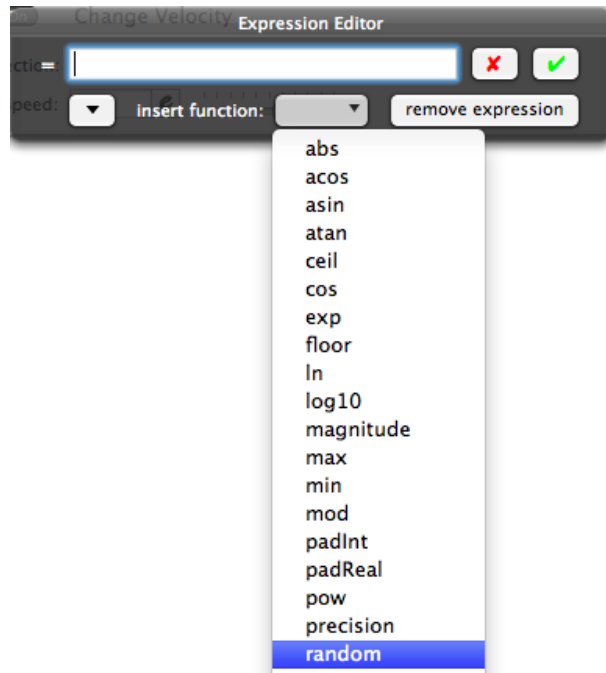 Change Velocity
Expression Editor
=
✘ ✔
insert function:
remove expression
abs
acos
asin
atan
ceil
cos
exp
floor
ln
log10
magnitude
max
min
mod
padInt
padReal
pow
precision
random